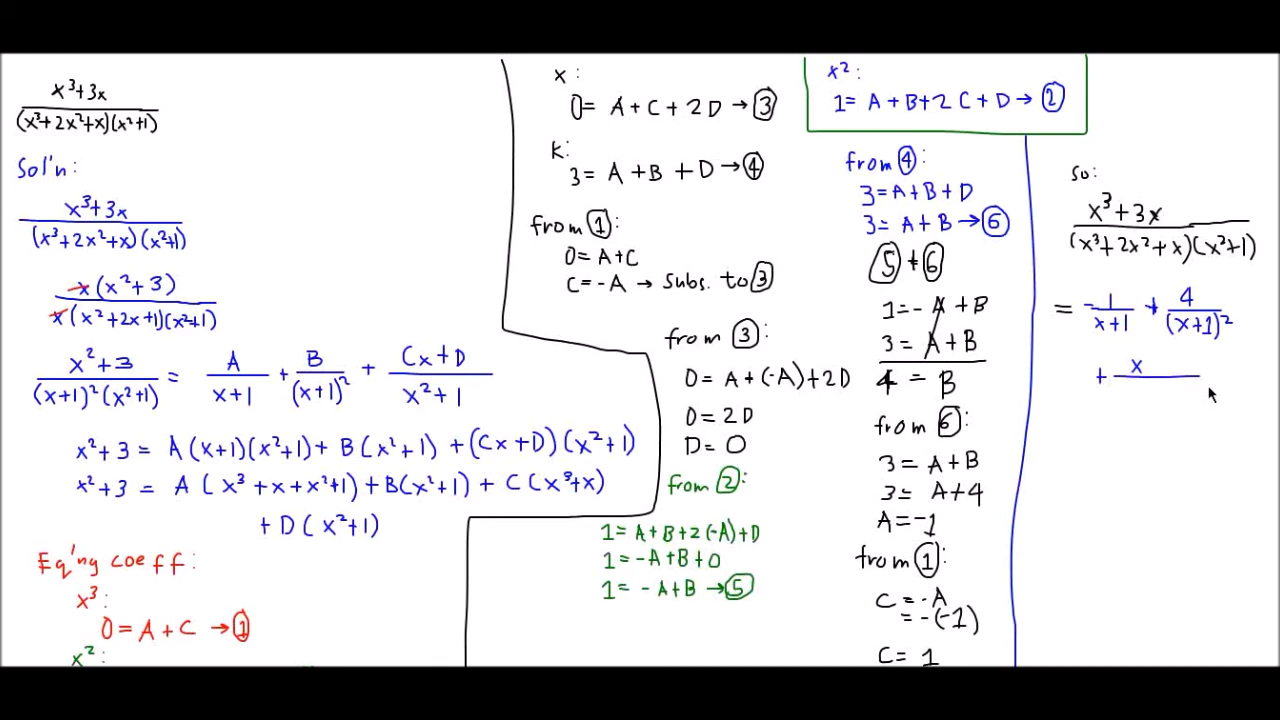 x³+3x
(x³+2x²+x)(x²+1)
Sol'n:
x³+3x
(x³+2x²+x)(x²+1)
x(x²+3)
x(x²+2x+1)(x²+1)
x²+3 / (x+1)²(x²+1) = A / x+1 + B / (x+1)² + Cx+D / x²+1
x²+3 = A(x+1)(x²+1)+ B(x²+1) +(Cx+D)(x²+1)
x²+3 = A(x³+x+x²+1)+B(x²+1) + C(x³+x)
+ D(x²+1)
Eq'ng coeff:
x³:
0=A+C → ①
x²:
x:
0= A+C+2D → ③
k:
3= A+B+D → ④
from ①:
0=A+C
C=-A → Subs. to ③
from ③:
0= A+(-A)+2D
0=2D
D=0
from ②:
1=A+B+2(-A)+D
1=-A+B+0
1=-A+B → ⑤
x²:
1= A+B+2C+D → ②
from ④:
3=A+B+D
3=A+B → ⑥
⑤+⑥
1=-A+B
3=A+B
4=B
from ⑥:
3=A+B
3=A+4
A=-1
from ①:
C=-A
=-(-1)
C=1
so:
x³+3x
(x³+2x²+x)(x²+1)
= -1 / x+1 + 4 / (x+1)²
+ x